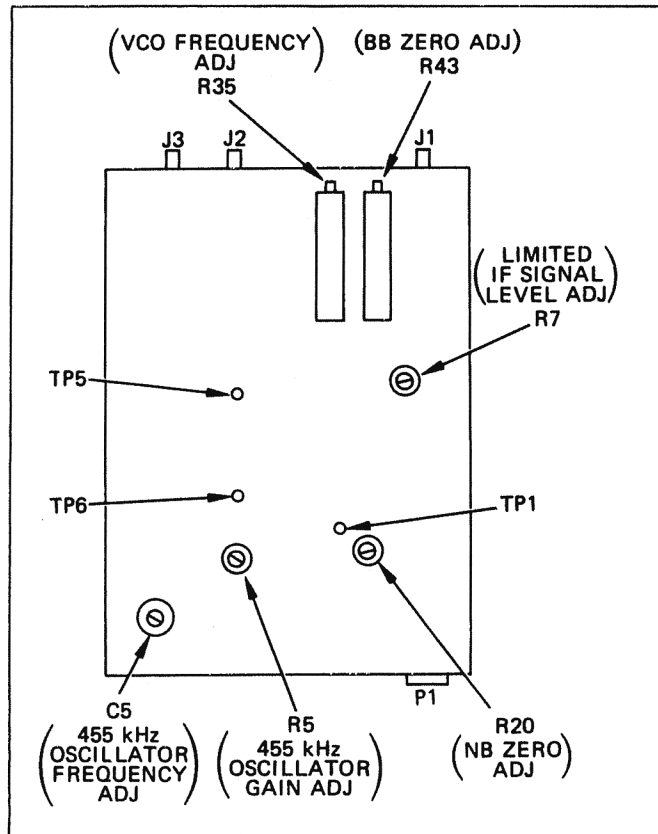 (VCO FREQUENCY
ADJ)
R35
(BB ZERO ADJ)
R43
J3
J2
J1
(LIMITED
IF SIGNAL
LEVEL ADJ)
R7
TP5
TP6
TP1
P1
C5
(455 kHz
OSCILLATOR
FREQUENCY
ADJ)
R5
(455 kHz
OSCILLATOR
GAIN ADJ)
R20
(NB ZERO
ADJ)